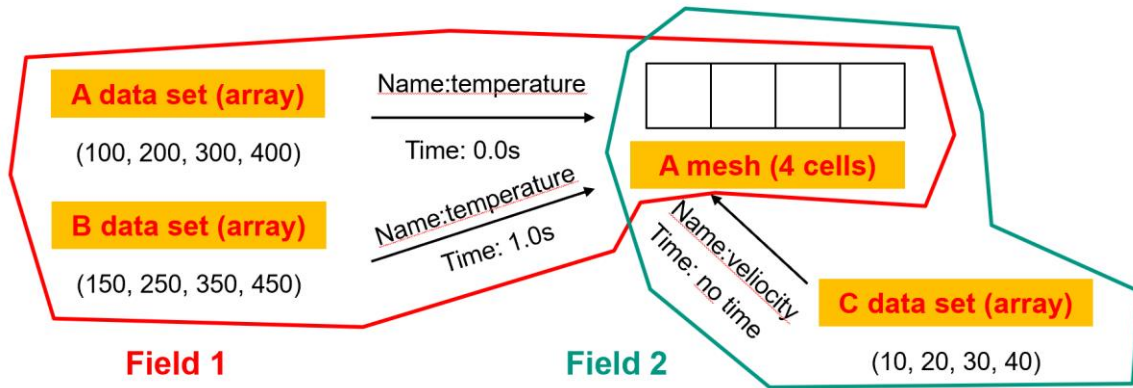 A data set (array)
(100, 200, 300, 400)
Name:temperature
Time: 0.0s
A mesh (4 cells)
B data set (array)
(150, 250, 350, 450)
Name:temperature
Time: 1.0s
Name:veliocity
Time: no time
C data set (array)
(10, 20, 30, 40)
Field 1
Field 2